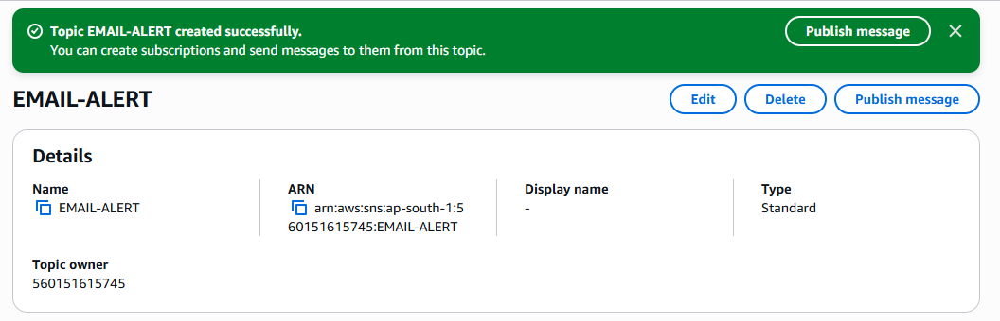 Topic EMAIL-ALERT created successfully.
You can create subscriptions and send messages to them from this topic.
Publish message
EMAIL-ALERT
Edit
Delete
Publish message
Details
Name
EMAIL-ALERT
ARN
arn:aws:sns:ap-south-1:5
60151615745:EMAIL-ALERT
Display name
-
Type
Standard
Topic owner
560151615745